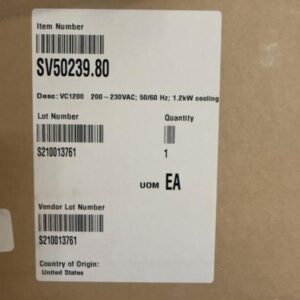 Item Number
SV50239.80
Desc: VC1200 200-230VAC; 50/60 Hz; 1.2kW cooling
Lot Number Quantity
S210013761 1
UOM EA
Vendor Lot Number
S210013761
Country of Origin:
United States